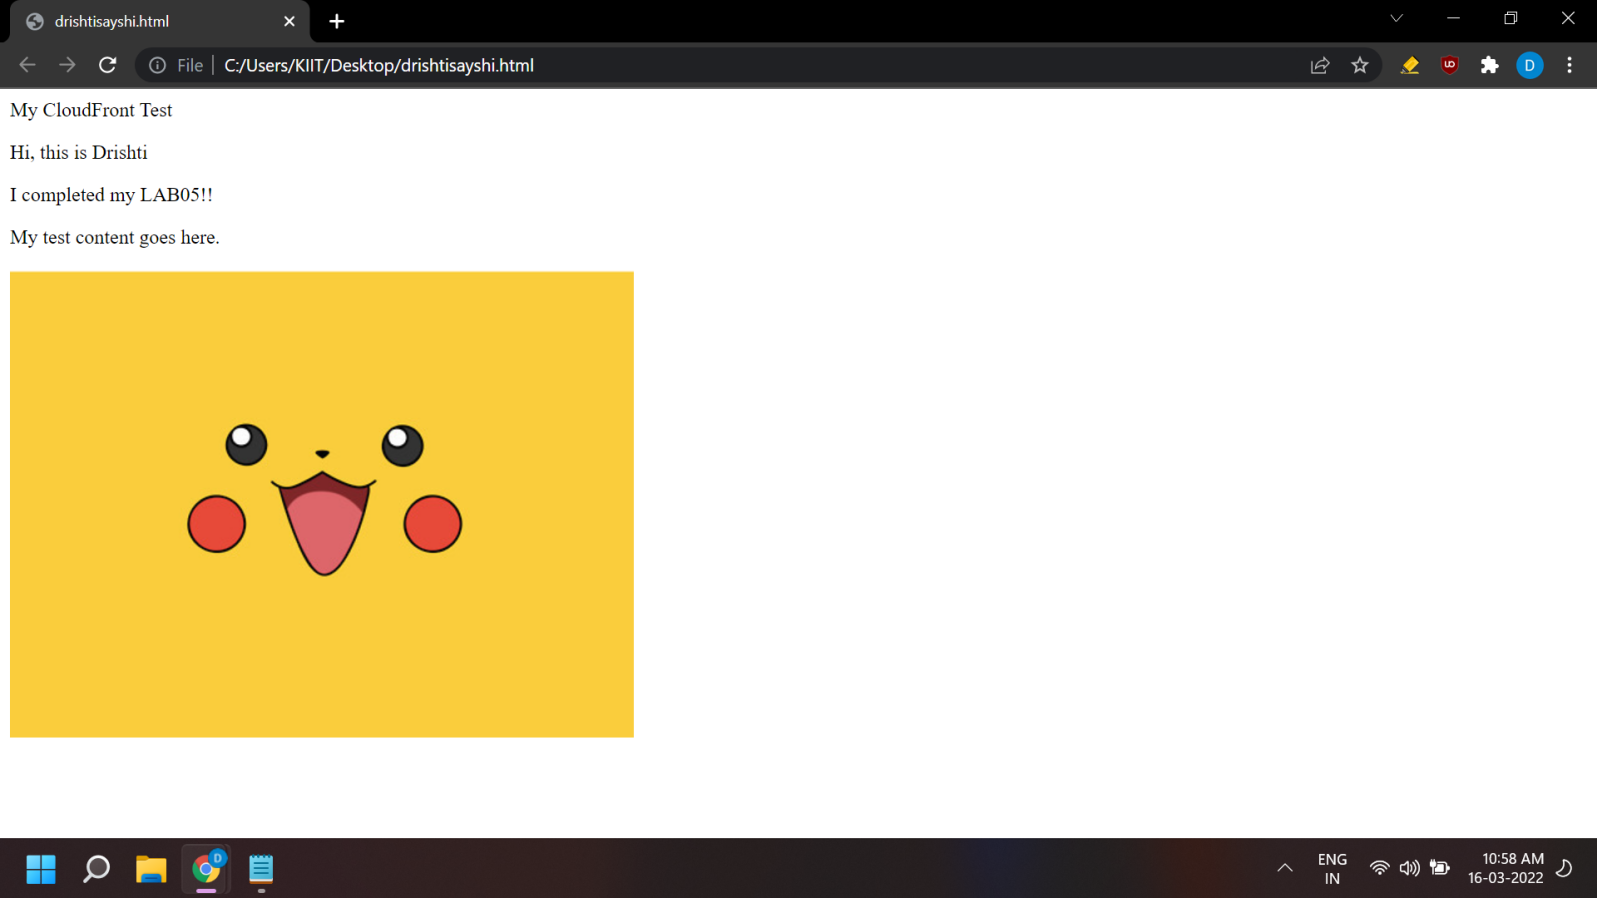 drishtisayshi.html
File
C:/Users/KIIT/Desktop/drishtisayshi.html
D
My CloudFront Test
Hi, this is Drishti
I completed my LAB05!!
My test content goes here.
D
ENG
IN
10:58 AM
16-03-2022